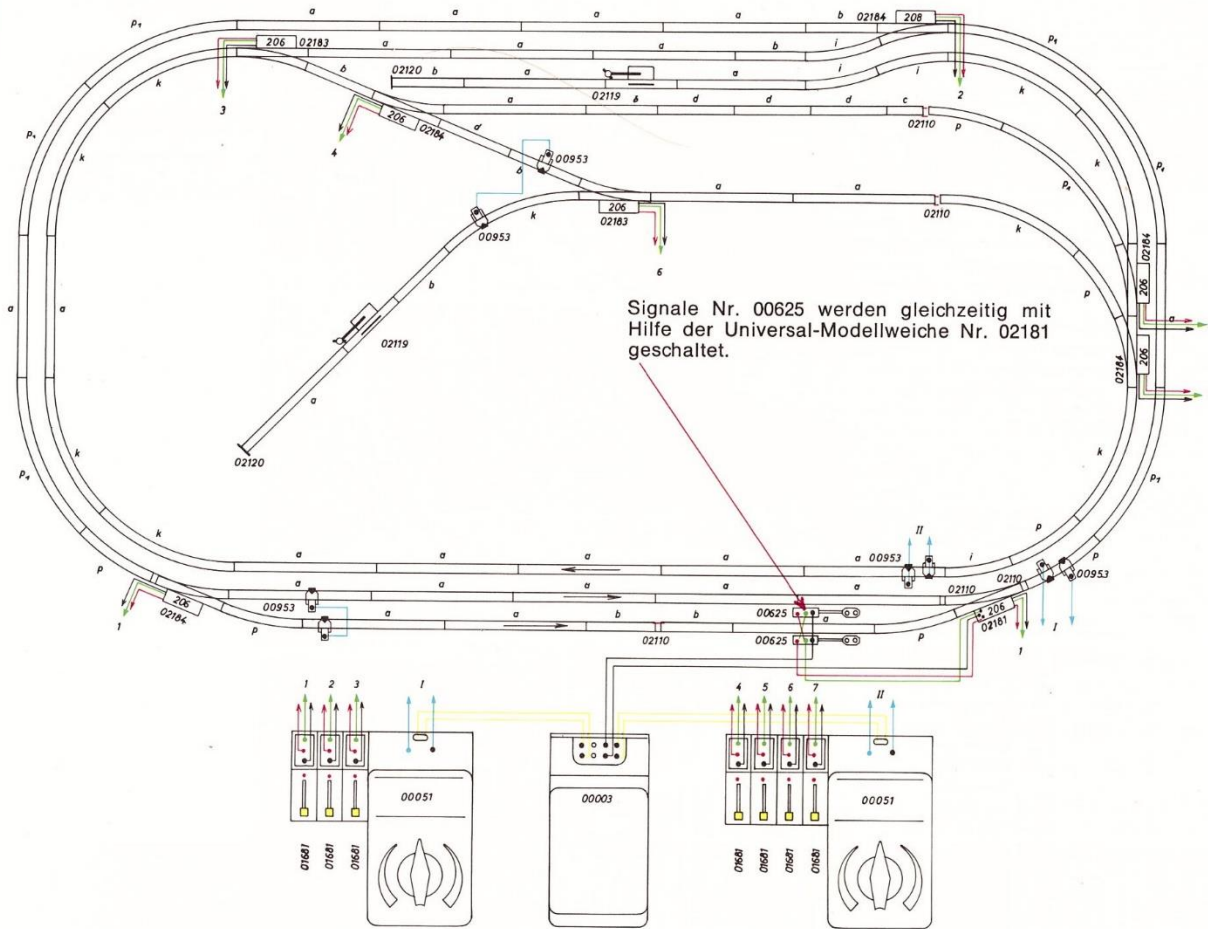 p₁ a a a a b 02184 208 p₁
206 02183 a a a b i
k b 02120 b a 02119 a i i k
3 2
a b d d d c 02110 p
p₁ 4 206 02184 d
k 00953 p₁ k p₁
b a a
00953 k 206 02183 02110 k 02184
6 206
b p
a a Signale Nr. 00625 werden gleichzeitig mit a
Hilfe der Universal-Modellweiche Nr. 02181
geschaltet.
02119 02184 206
a
p₁ k 02120 k p₁
k II p
a a a a a 00953 i p
p a a 02110 02110 00953
1 206 02184 00953 00625 206 02181 I
p a b b a p 1
02110 00625
1 2 3 I 4 5 6 7 II
00051 00003 00051
01681 01681 01681 01681 01681 01681 01681